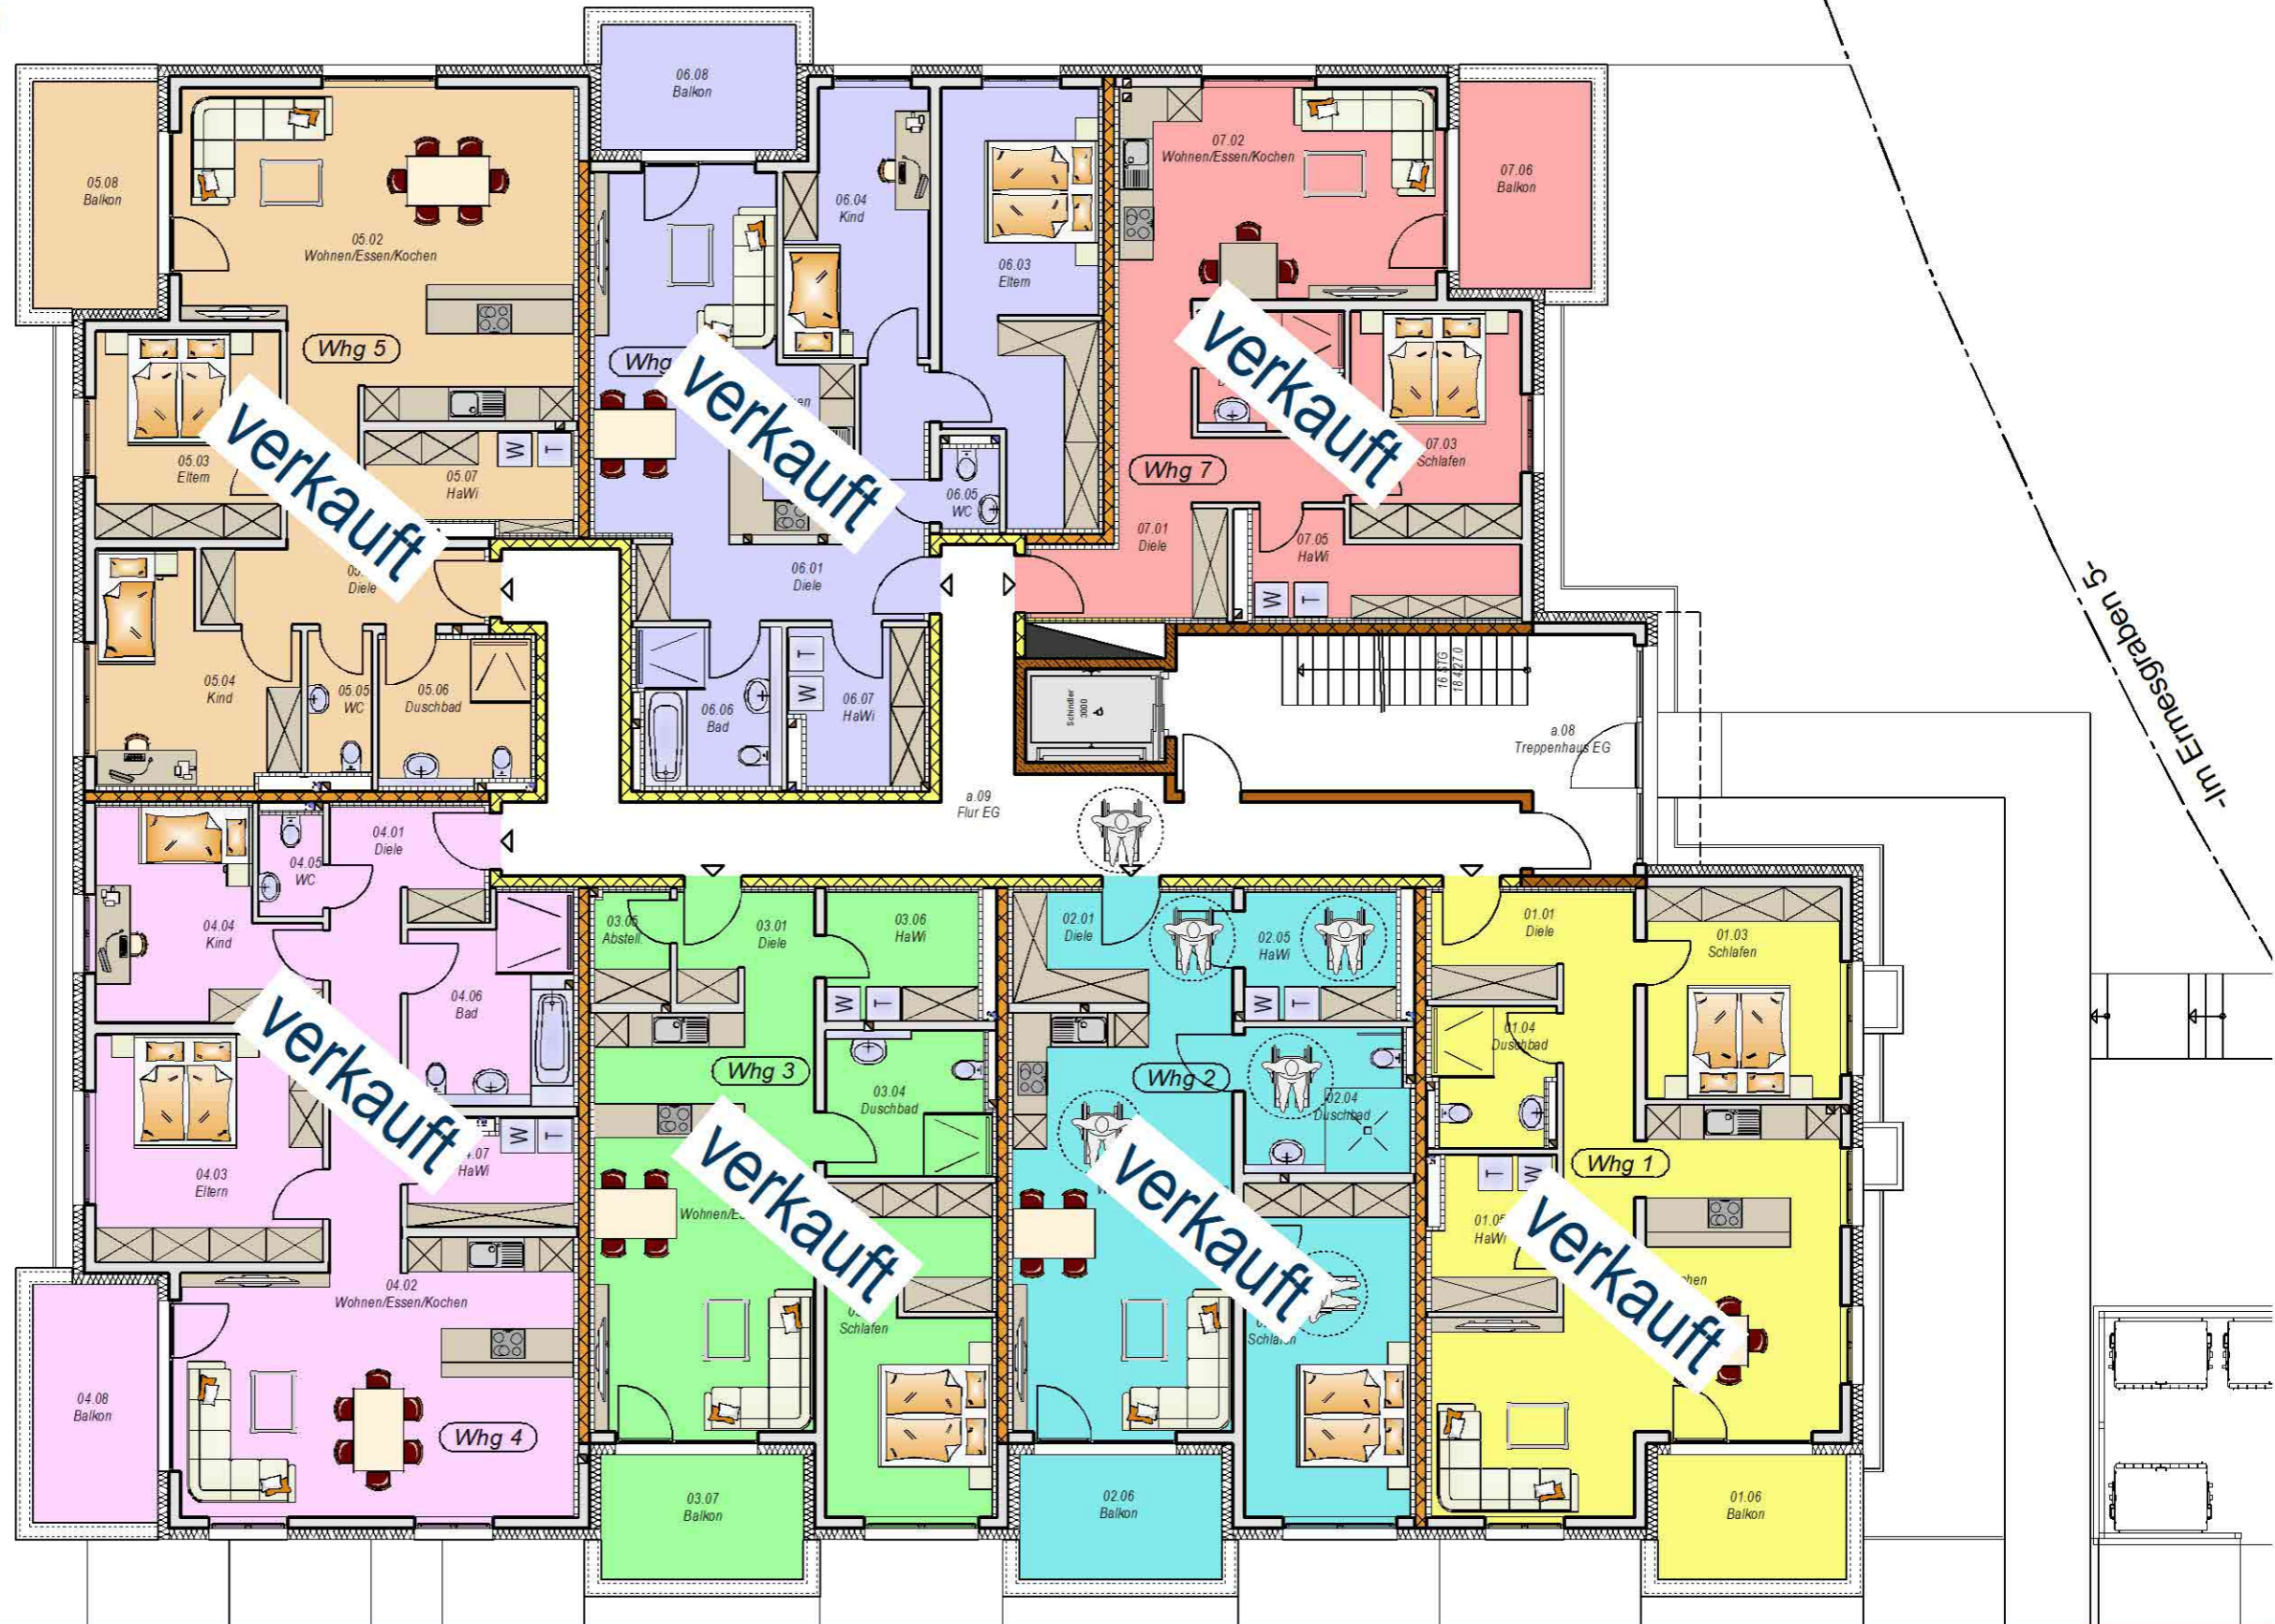 06.08
Balkon
05.08
Balkon
05.02
Wohnen/Essen/Kochen
06.04
Kind
06.03
Eltern
07.02
Wohnen/Essen/Kochen
07.06
Balkon
Whg 5
Whg
verkauft
05.03
Eltern
05.07
HaWi
W
T
verkauft
06.05
WC
verkauft
07.03
Schlafen
Whg 7
07.01
Diele
07.05
HaWi
W
T
Diele
06.01
Diele
05.04
Kind
05.05
WC
05.06
Duschbad
06.06
Bad
T
W
06.07
HaWi
Schindler
3000
16 STG
a.08
Treppenhaus EG
-Im Ermesgraben 5-
a.09
Flur EG
04.01
Diele
04.05
WC
04.04
Kind
04.06
Bad
verkauft
04.03
Eltern
W
T
HaWi
04.02
Wohnen/Essen/Kochen
04.08
Balkon
Whg 4
03.05
Abstell.
03.01
Diele
03.06
HaWi
W
T
Whg 3
03.04
Duschbad
verkauft
Schlafen
03.07
Balkon
02.01
Diele
02.05
HaWi
W
T
Whg 2
02.04
Duschbad
verkauft
02.06
Balkon
01.01
Diele
01.03
Schlafen
01.04
Duschbad
Whg 1
T
W
HaWi
verkauft
01.06
Balkon